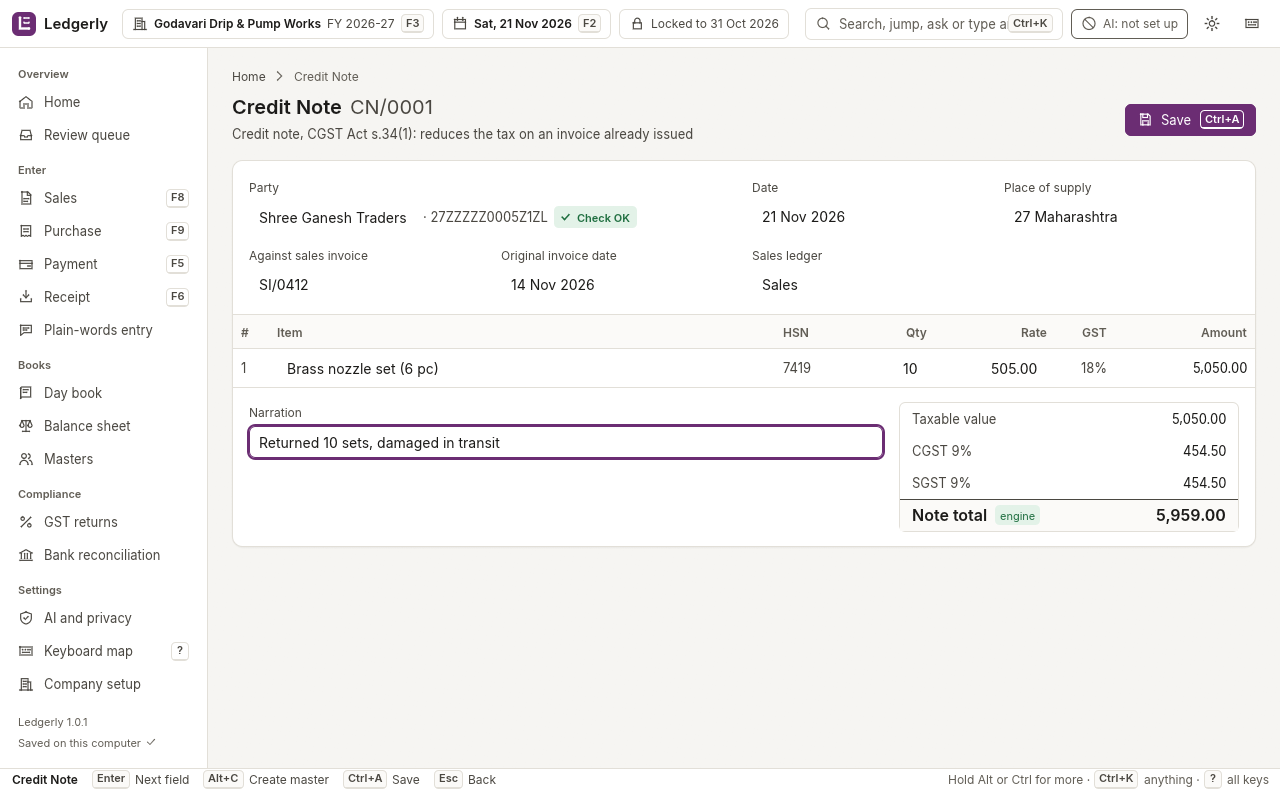 Ledgerly
Godavari Drip & Pump Works FY 2026-27 F3
Sat, 21 Nov 2026 F2
Locked to 31 Oct 2026
Search, jump, ask or type a Ctrl+K
AI: not set up
Overview
Home
Review queue
Enter
Sales F8
Purchase F9
Payment F5
Receipt F6
Plain-words entry
Books
Day book
Balance sheet
Masters
Compliance
GST returns
Bank reconciliation
Settings
AI and privacy
Keyboard map ?
Company setup
Ledgerly 1.0.1
Saved on this computer
Home > Credit Note
Credit Note CN/0001
Credit note, CGST Act s.34(1): reduces the tax on an invoice already issued
Save Ctrl+A
Party Date Place of supply
Shree Ganesh Traders · 27ZZZZZ0005Z1ZL Check OK 21 Nov 2026 27 Maharashtra
Against sales invoice Original invoice date Sales ledger
SI/0412 14 Nov 2026 Sales
# Item HSN Qty Rate GST Amount
1 Brass nozzle set (6 pc) 7419 10 505.00 18% 5,050.00
Narration
Returned 10 sets, damaged in transit
Taxable value 5,050.00
CGST 9% 454.50
SGST 9% 454.50
Note total engine 5,959.00
Credit Note Enter Next field Alt+C Create master Ctrl+A Save Esc Back
Hold Alt or Ctrl for more · Ctrl+K anything · ? all keys